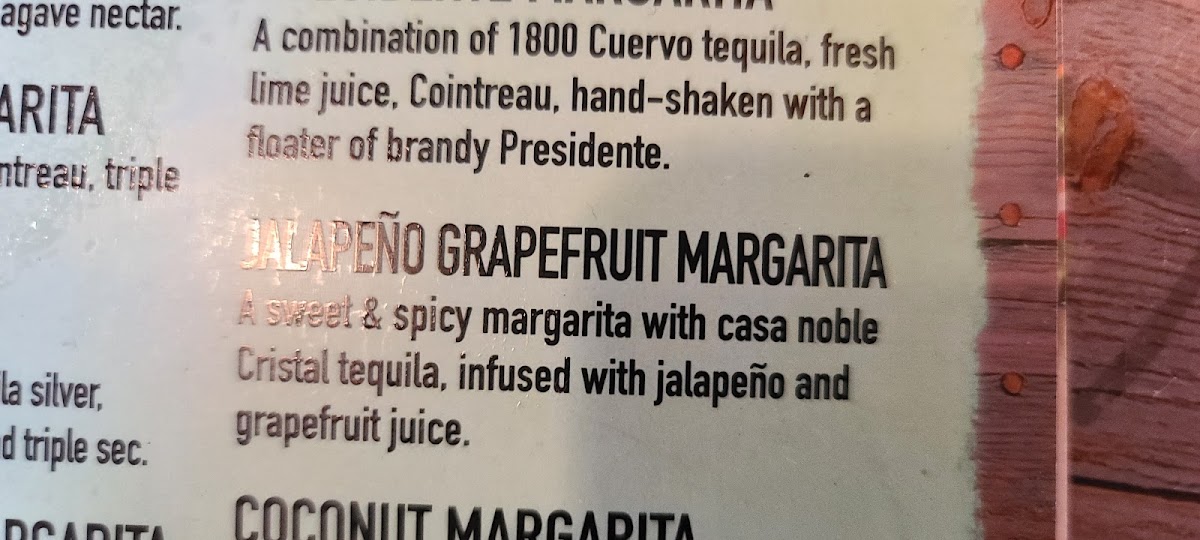 agave nectar.
ARITA
ntreau, triple
la silver,
d triple sec.
MARGARITA
A combination of 1800 Cuervo tequila, fresh
lime juice, Cointreau, hand-shaken with a
floater of brandy Presidente.
JALAPEÑO GRAPEFRUIT MARGARITA
A sweet & spicy margarita with casa noble
Cristal tequila, infused with jalapeño and
grapefruit juice.
COCONUT MARGARITA